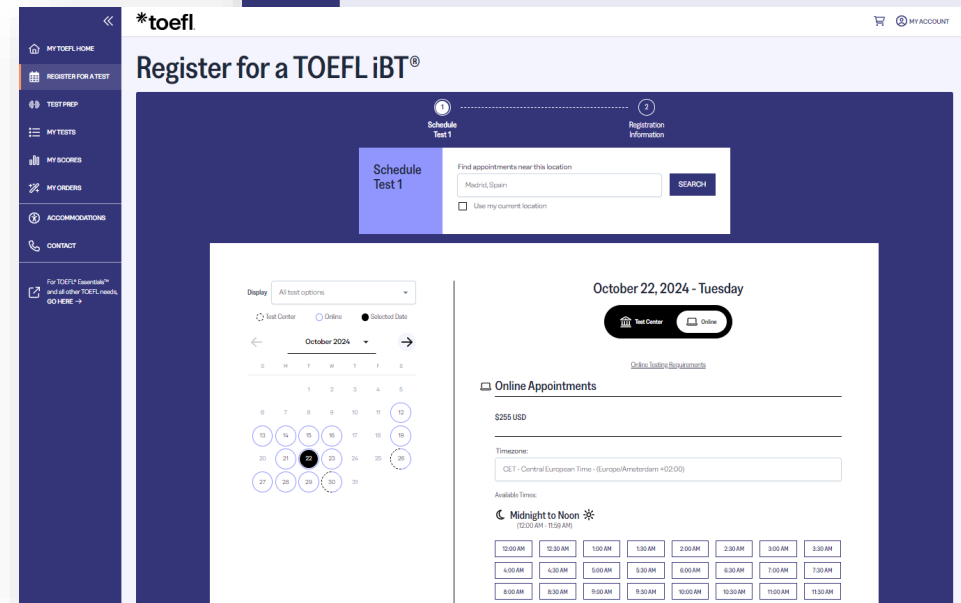 *toefl.
MY ACCOUNT
MY TOEFL HOME
REGISTER FOR A TEST
TEST PREP
MY TESTS
MY SCORES
MY ORDERS
ACCOMMODATIONS
CONTACT
For TOEFL® Essentials™
and all other TOEFL needs,
GO HERE →
Register for a TOEFL iBT®
1
2
Schedule
Test 1
Registration
Information
Schedule
Test 1
Find appointments near this location
Madrid, Spain
SEARCH
Use my current location
Display
All test options
Test Center Online Selected Date
October 2024
S M T W T F S
1 2 3 4 5
6 7 8 9 10 11 12
13 14 15 16 17 18 19
20 21 22 23 24 25 26
27 28 29 30 31
October 22, 2024 - Tuesday
Test Center Online
Online Testing Requirements
Online Appointments
$255 USD
Timezone:
CET - Central European Time - (Europe/Amsterdam +02:00)
Available Times:
Midnight to Noon
(12:00 AM - 11:59 AM)
12:00 AM 12:30 AM 1:00 AM 1:30 AM 2:00 AM 2:30 AM 3:00 AM 3:30 AM
4:00 AM 4:30 AM 5:00 AM 5:30 AM 6:00 AM 6:30 AM 7:00 AM 7:30 AM
8:00 AM 8:30 AM 9:00 AM 9:30 AM 10:00 AM 10:30 AM 11:00 AM 11:30 AM